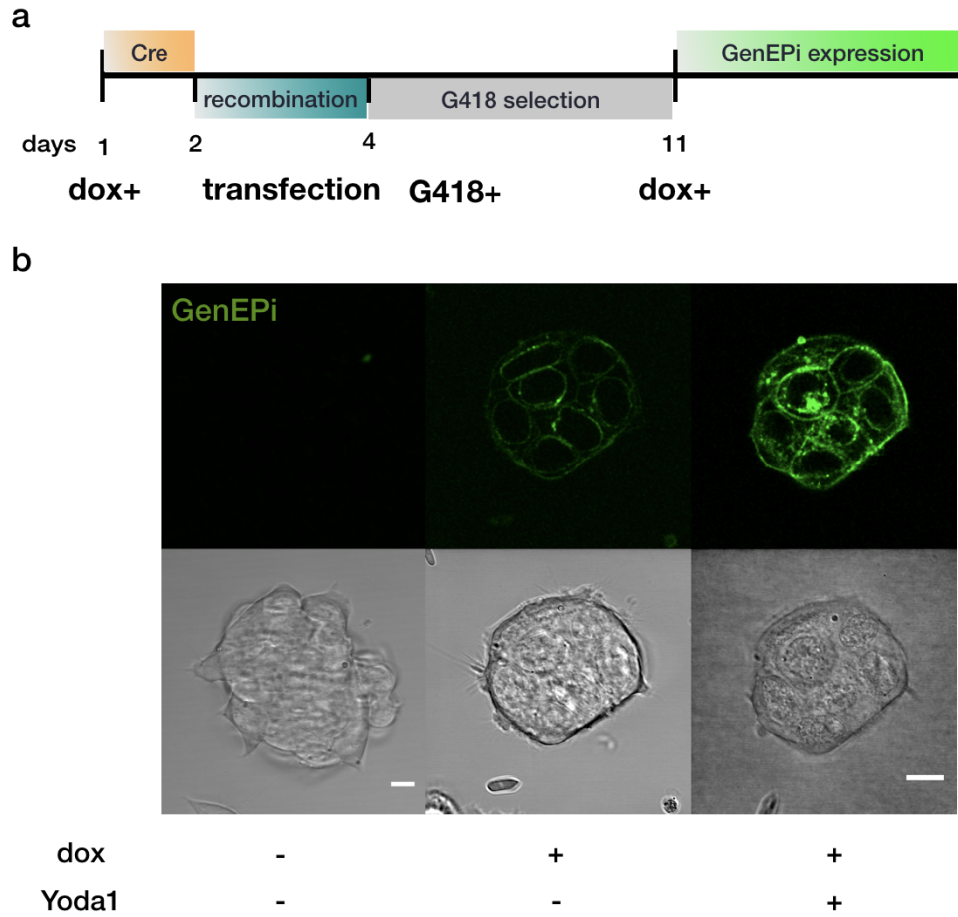 a
Cre
GenEPi expression
recombination
G418 selection
days 1 2 4 11
dox+ transfection G418+ dox+
b
GenEPi
dox - + +
Yoda1 - - +